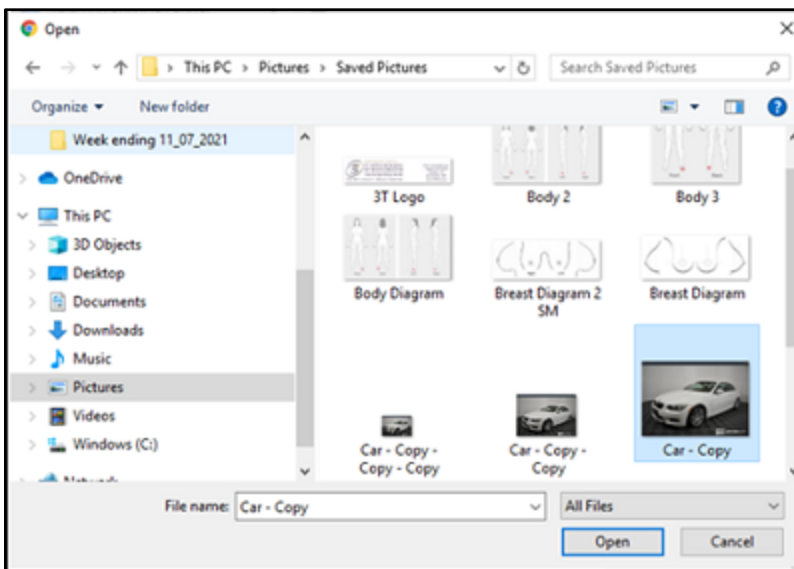 Open
This PC > Pictures > Saved Pictures
Search Saved Pictures
Organize
New folder
Week ending 11_07_2021
OneDrive
This PC
3D Objects
Desktop
Documents
Downloads
Music
Pictures
Videos
Windows (C:)
3T Logo
Body 2
Body 3
Body Diagram
Breast Diagram 2
SM
Breast Diagram
Car - Copy -
Copy - Copy
Car - Copy -
Copy
Car - Copy
File name: Car - Copy
All Files
Open
Cancel